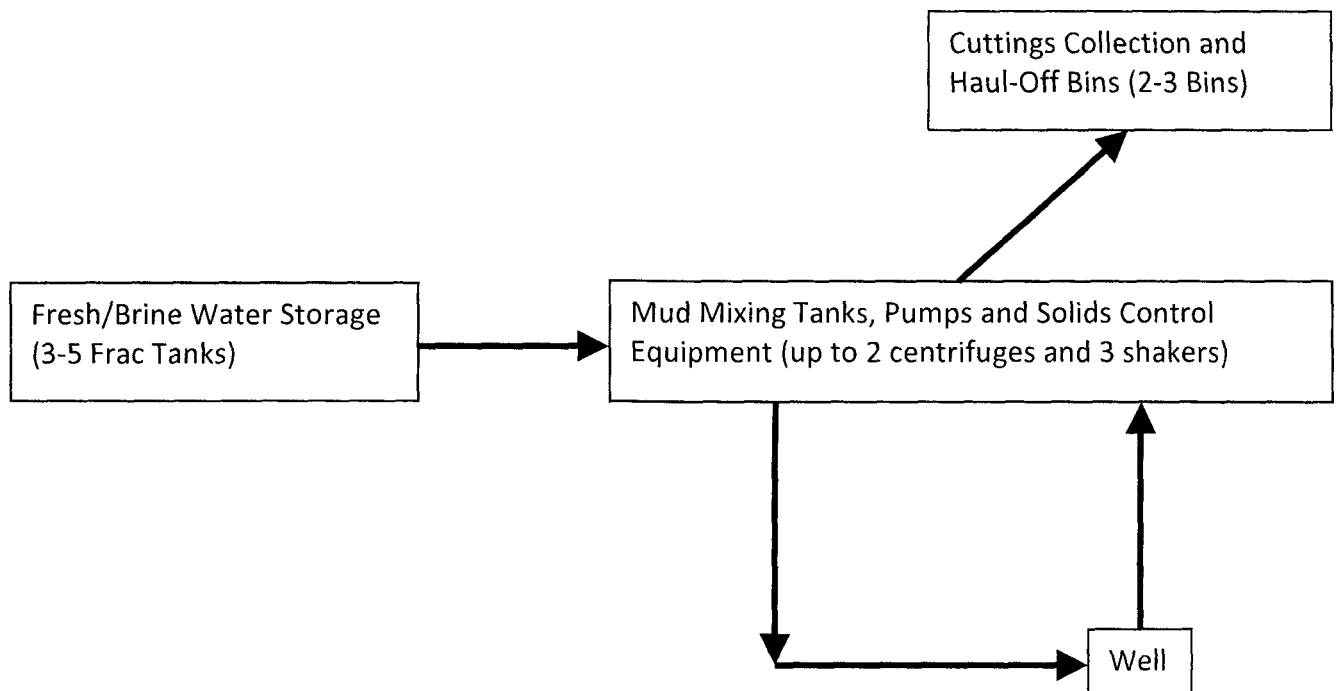 Cuttings Collection and
Haul-Off Bins (2-3 Bins)
Fresh/Brine Water Storage
(3-5 Frac Tanks)
Mud Mixing Tanks, Pumps and Solids Control
Equipment (up to 2 centrifuges and 3 shakers)
Well